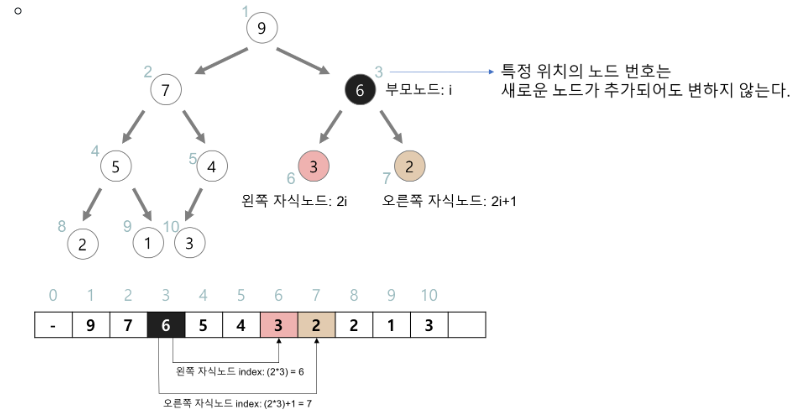 1
9
2
7
3
6
부모노드: i
특정 위치의 노드 번호는
새로운 노드가 추가되어도 변하지 않는다.
4
5
5
4
6
3
7
2
왼쪽 자식노드: 2i
오른쪽 자식노드: 2i+1
8
2
9
1
10
3
0 1 2 3 4 5 6 7 8 9 10
- 9 7 6 5 4 3 2 2 1 3
왼쪽 자식노드 index: (2*3) = 6
오른쪽 자식노드 index: (2*3)+1 = 7